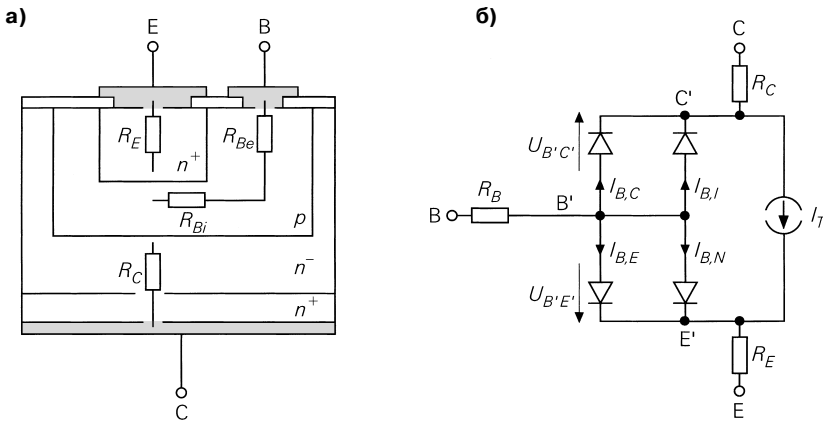 а)
E
B
R_E
R_Be
n⁺
R_Bi
p
R_C
n⁻
n⁺
C
б)
C
R_C
C'
U_B'C'
I_B,C
I_B,I
R_B
B
B'
I_T
I_B,E
I_B,N
U_B'E'
E'
R_E
E